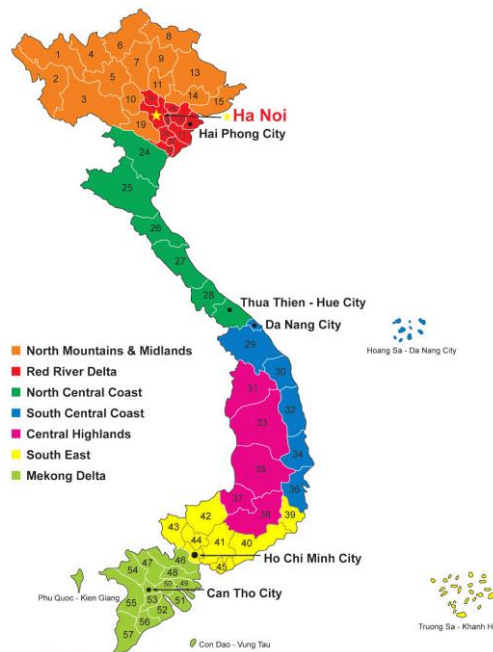 8
6
1
4
7
9
13
2
5
11
3
10
14
15
19
Ha Noi
Hai Phong City
24
25
26
27
28
Thua Thien - Hue City
Da Nang City
29
Hoang Sa - Da Nang City
North Mountains & Midlands
Red River Delta
North Central Coast
South Central Coast
Central Highlands
South East
Mekong Delta
30
31
32
33
34
35
36
37
38
39
42
43
44
41
40
45
Ho Chi Minh City
46
47
54
48
50
49
Can Tho City
Phu Quoc - Kien Giang
55
53
51
52
56
57
Con Dao - Vung Tau
Truong Sa - Khanh H